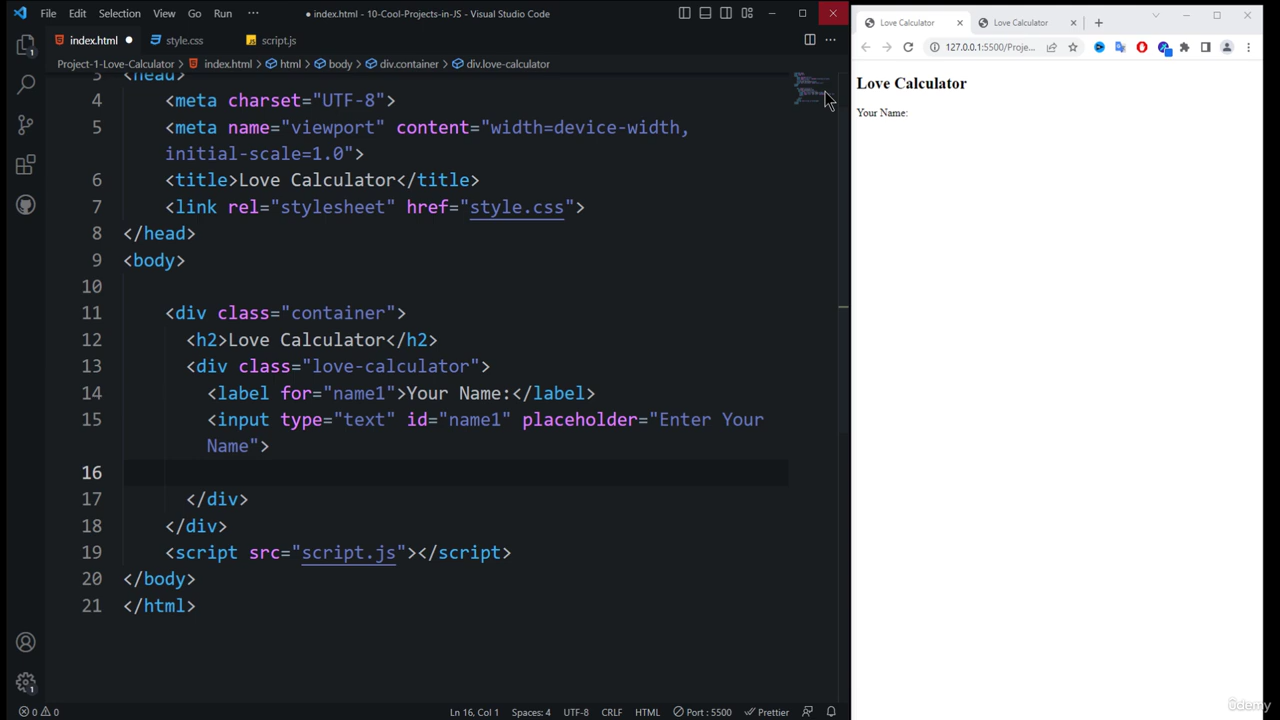 File Edit Selection View Go Run ··· ● index.html - 10-Cool-Projects-in-JS - Visual Studio Code
index.html ● style.css script.js
Project-1-Love-Calculator > index.html > html > body > div.container > div.love-calculator
3 <head>
4 <meta charset="UTF-8">
5 <meta name="viewport" content="width=device-width,
initial-scale=1.0">
6 <title>Love Calculator</title>
7 <link rel="stylesheet" href="style.css">
8 </head>
9 <body>
10
11 <div class="container">
12 <h2>Love Calculator</h2>
13 <div class="love-calculator">
14 <label for="name1">Your Name:</label>
15 <input type="text" id="name1" placeholder="Enter Your
Name">
16
17 </div>
18 </div>
19 <script src="script.js"></script>
20 </body>
21 </html>
1
1
0 0 Ln 16, Col 1 Spaces: 4 UTF-8 CRLF HTML Port : 5500 Prettier
Love Calculator Love Calculator
127.0.0.1:5500/Proje...
Love Calculator
Your Name:
ûdemy